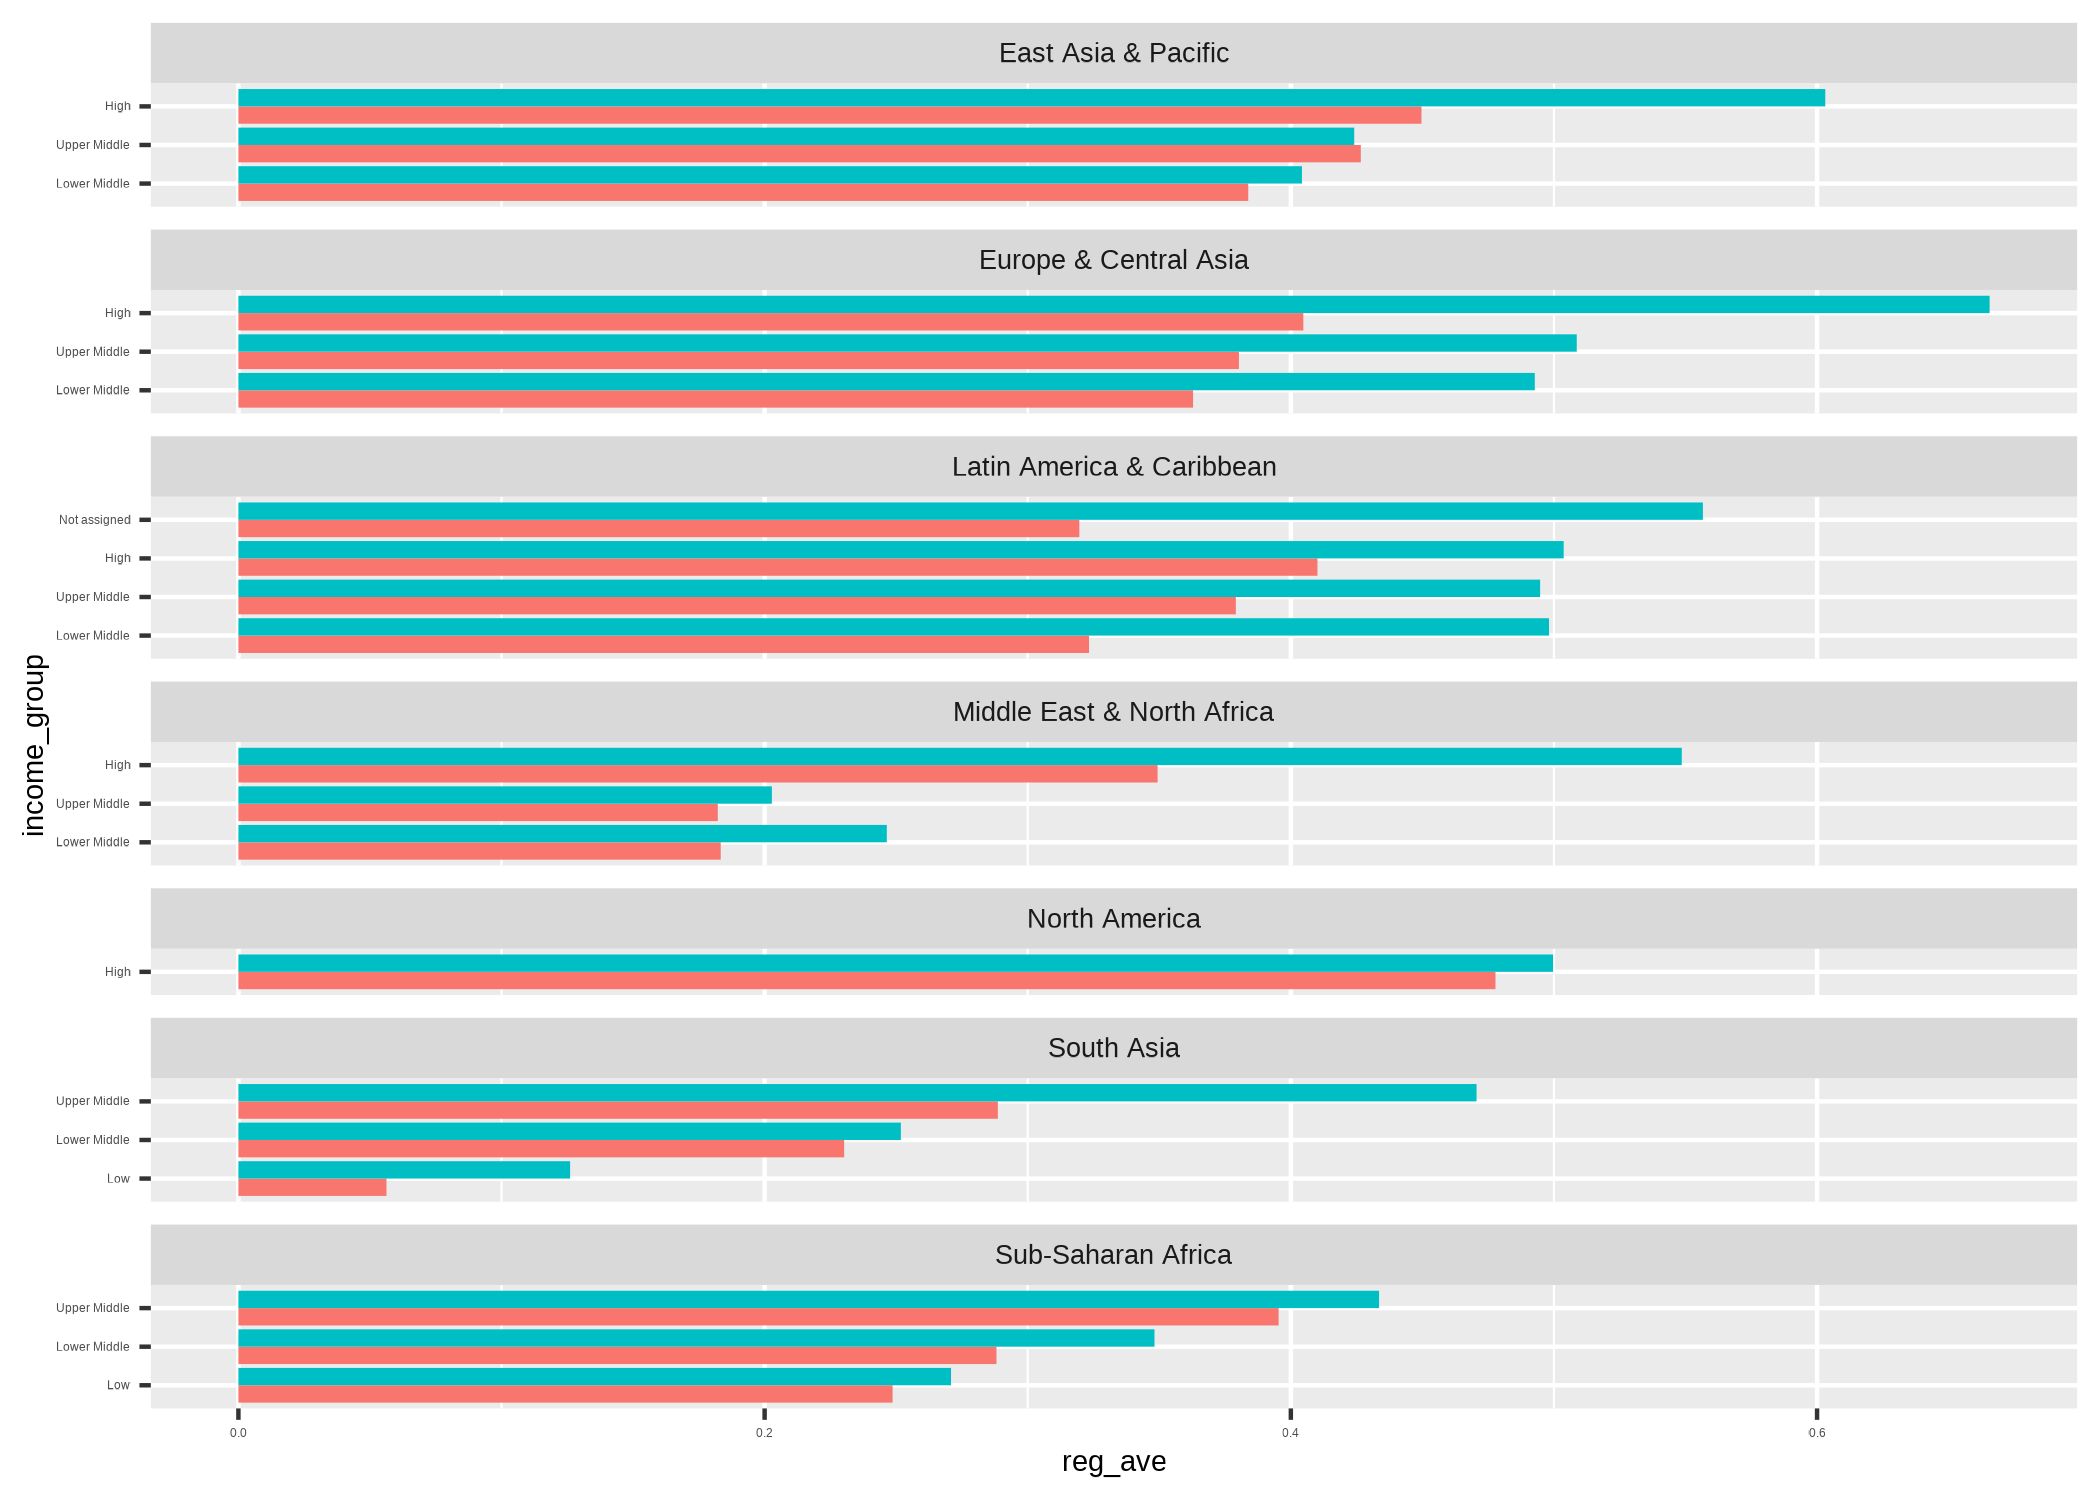 East Asia & Pacific
High
Upper Middle
Lower Middle
Europe & Central Asia
High
Upper Middle
Lower Middle
Latin America & Caribbean
Not assigned
High
Upper Middle
Lower Middle
income_group
Middle East & North Africa
High
Upper Middle
Lower Middle
North America
High
South Asia
Upper Middle
Lower Middle
Low
Sub-Saharan Africa
Upper Middle
Lower Middle
Low
0.0 0.2 0.4 0.6
reg_ave